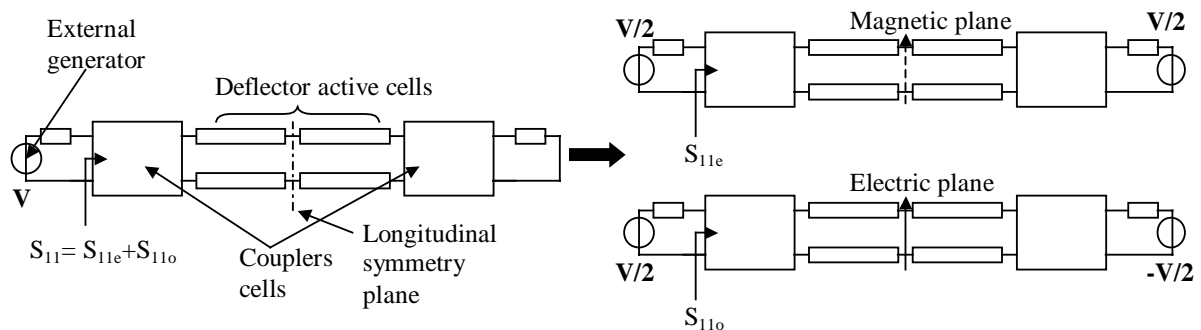 External
generator
Deflector active cells
V
S11= S11e+S11o
Couplers
cells
Longitudinal
symmetry
plane
V/2
Magnetic plane
V/2
S11e
Electric plane
V/2
-V/2
S11o